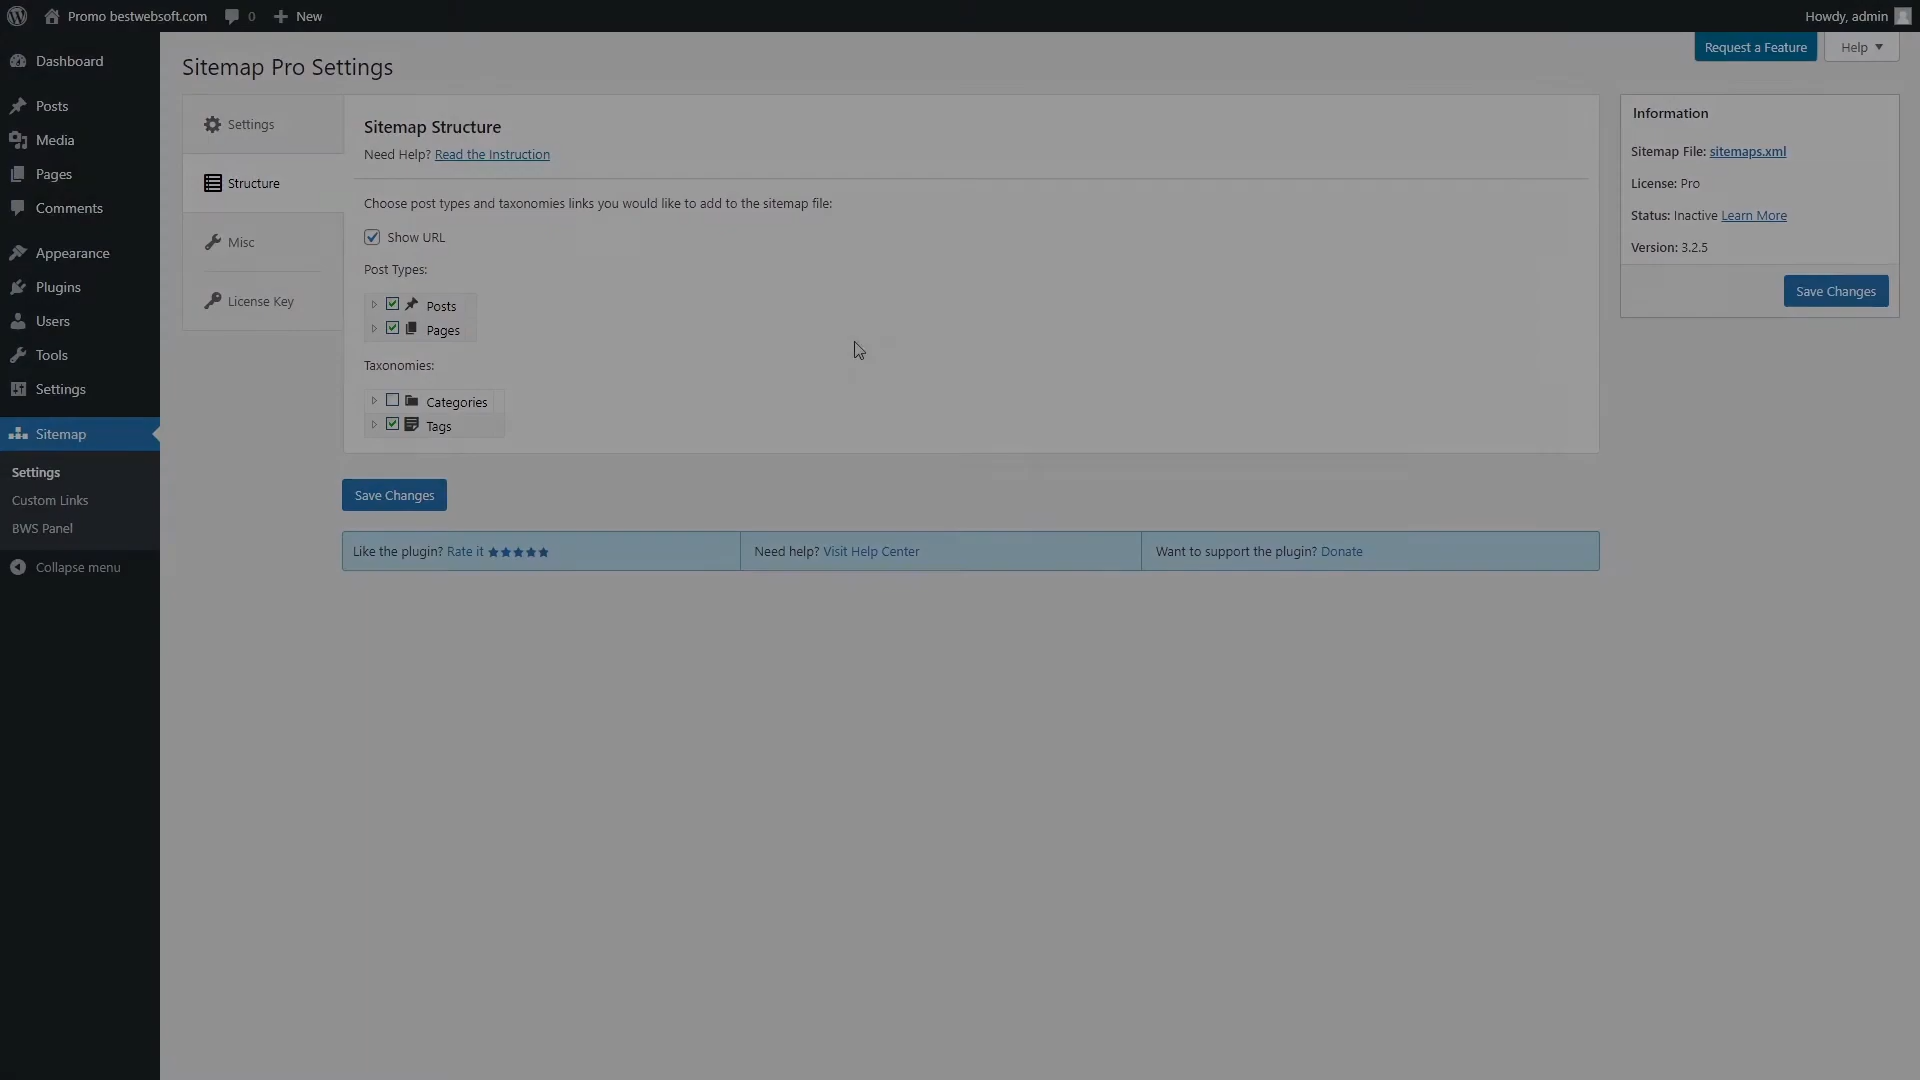 Promo bestwebsoft.com 0 New Howdy, admin
Dashboard
Posts
Media
Pages
Comments
Appearance
Plugins
Users
Tools
Settings
Sitemap
Settings
Custom Links
BWS Panel
Collapse menu
Request a Feature Help
Sitemap Pro Settings
Settings
Structure
Misc
License Key
Sitemap Structure
Need Help? Read the Instruction
Choose post types and taxonomies links you would like to add to the sitemap file:
Show URL
Post Types:
Posts
Pages
Taxonomies:
Categories
Tags
Save Changes
Like the plugin? Rate it Need help? Visit Help Center Want to support the plugin? Donate
Information
Sitemap File: sitemaps.xml
License: Pro
Status: Inactive Learn More
Version: 3.2.5
Save Changes